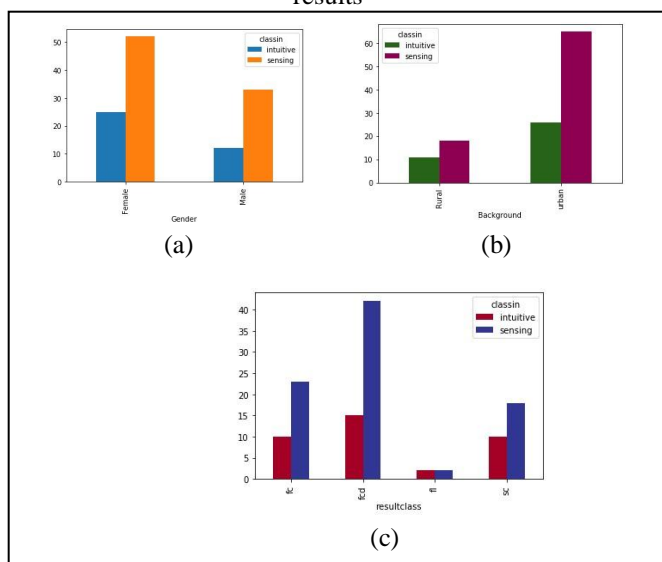 results
classin
intuitive
sensing
50
40
30
20
10
0
Female
Male
Gender
(a)
classin
intuitive
sensing
60
50
40
30
20
10
0
Rural
urban
Background
(b)
classin
intuitive
sensing
40
35
30
25
20
15
10
5
0
fc
fcd
fl
sc
resultclass
(c)